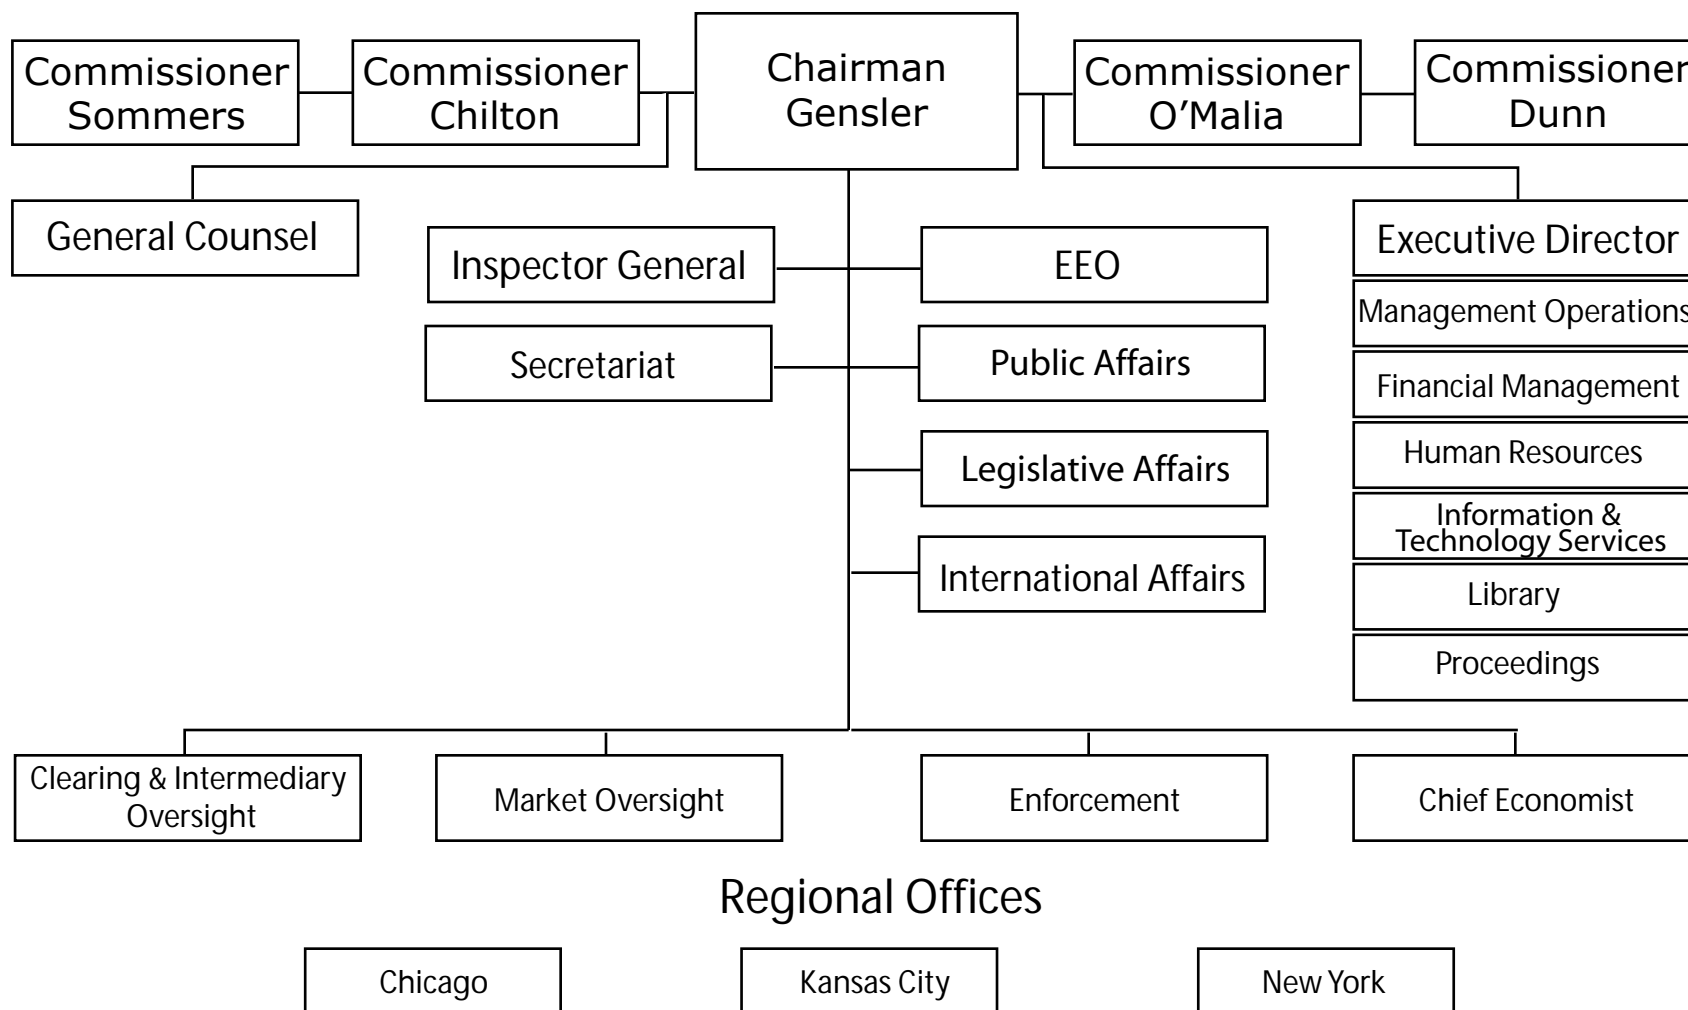 Commissioner
Sommers
Commissioner
Chilton
Chairman
Gensler
Commissioner
O'Malia
Commissioner
Dunn
General Counsel
Inspector General
EEO
Executive Director
Secretariat
Public Affairs
Management Operations
Financial Management
Legislative Affairs
Human Resources
Information &
Technology Services
International Affairs
Library
Proceedings
Clearing & Intermediary
Oversight
Market Oversight
Enforcement
Chief Economist
Regional Offices
Chicago
Kansas City
New York